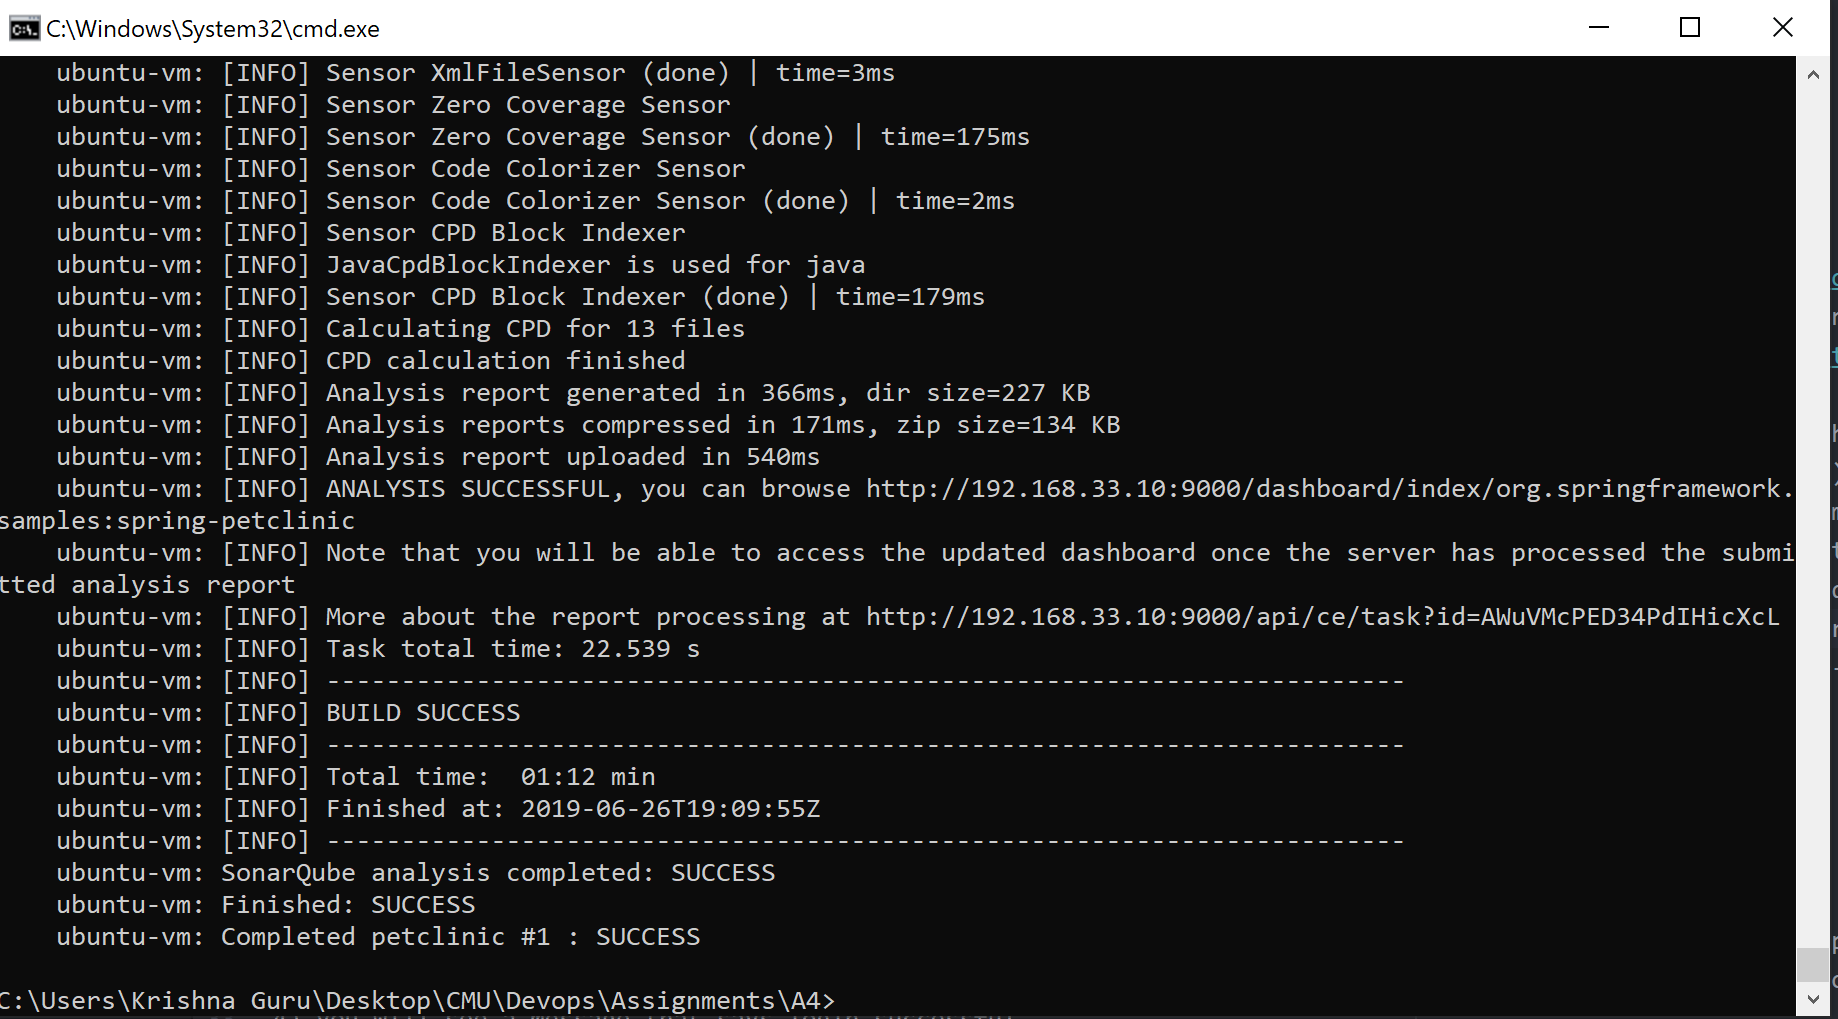 C:\Windows\System32\cmd.exe
ubuntu-vm: [INFO] Sensor XmlFileSensor (done) | time=3ms
ubuntu-vm: [INFO] Sensor Zero Coverage Sensor
ubuntu-vm: [INFO] Sensor Zero Coverage Sensor (done) | time=175ms
ubuntu-vm: [INFO] Sensor Code Colorizer Sensor
ubuntu-vm: [INFO] Sensor Code Colorizer Sensor (done) | time=2ms
ubuntu-vm: [INFO] Sensor CPD Block Indexer
ubuntu-vm: [INFO] JavaCpdBlockIndexer is used for java
ubuntu-vm: [INFO] Sensor CPD Block Indexer (done) | time=179ms
ubuntu-vm: [INFO] Calculating CPD for 13 files
ubuntu-vm: [INFO] CPD calculation finished
ubuntu-vm: [INFO] Analysis report generated in 366ms, dir size=227 KB
ubuntu-vm: [INFO] Analysis reports compressed in 171ms, zip size=134 KB
ubuntu-vm: [INFO] Analysis report uploaded in 540ms
ubuntu-vm: [INFO] ANALYSIS SUCCESSFUL, you can browse http://192.168.33.10:9000/dashboard/index/org.springframework.
samples:spring-petclinic
ubuntu-vm: [INFO] Note that you will be able to access the updated dashboard once the server has processed the submi
tted analysis report
ubuntu-vm: [INFO] More about the report processing at http://192.168.33.10:9000/api/ce/task?id=AWuVMcPED34PdIHicXcL
ubuntu-vm: [INFO] Task total time: 22.539 s
ubuntu-vm: [INFO] ------------------------------------------------------------------------
ubuntu-vm: [INFO] BUILD SUCCESS
ubuntu-vm: [INFO] ------------------------------------------------------------------------
ubuntu-vm: [INFO] Total time:  01:12 min
ubuntu-vm: [INFO] Finished at: 2019-06-26T19:09:55Z
ubuntu-vm: [INFO] ------------------------------------------------------------------------
ubuntu-vm: SonarQube analysis completed: SUCCESS
ubuntu-vm: Finished: SUCCESS
ubuntu-vm: Completed petclinic #1 : SUCCESS
C:\Users\Krishna Guru\Desktop\CMU\Devops\Assignments\A4>